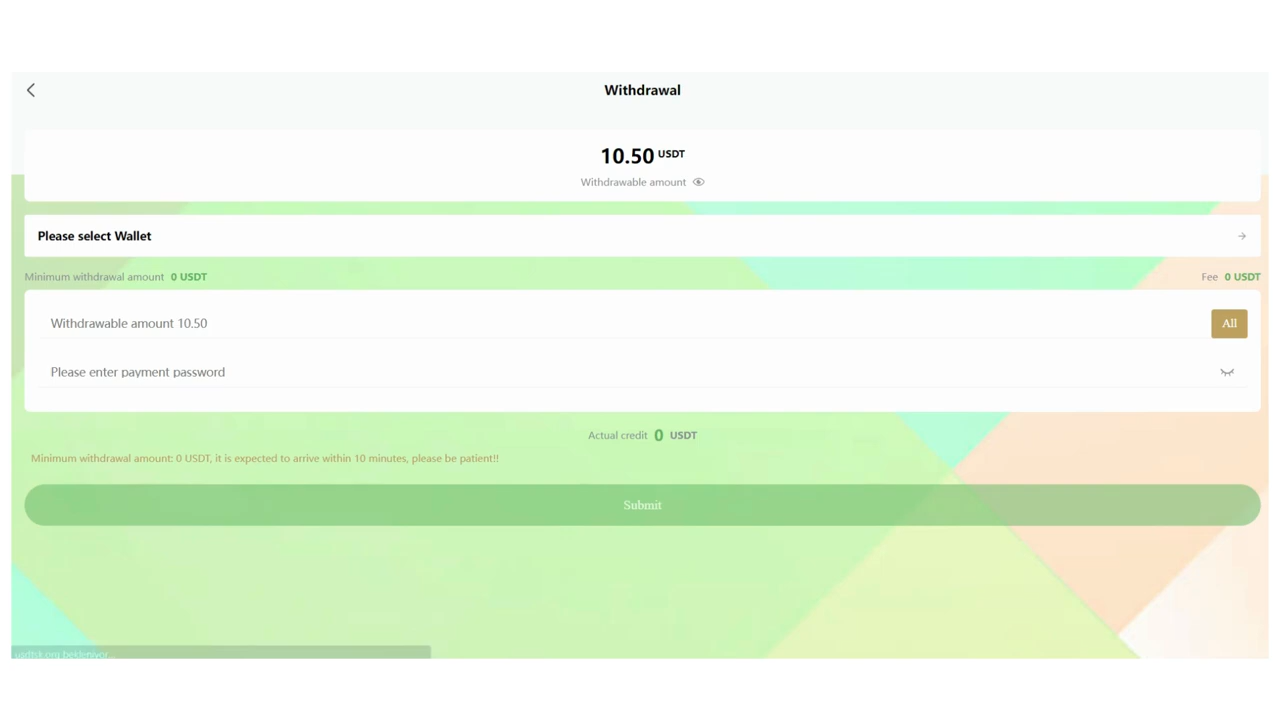 Withdrawal
10.50 USDT
Withdrawable amount
Please select Wallet
Minimum withdrawal amount 0 USDT
Fee 0 USDT
Withdrawable amount 10.50
All
Please enter payment password
Actual credit 0 USDT
Minimum withdrawal amount: 0 USDT, it is expected to arrive within 10 minutes, please be patient!!
Submit
bekleniyor...